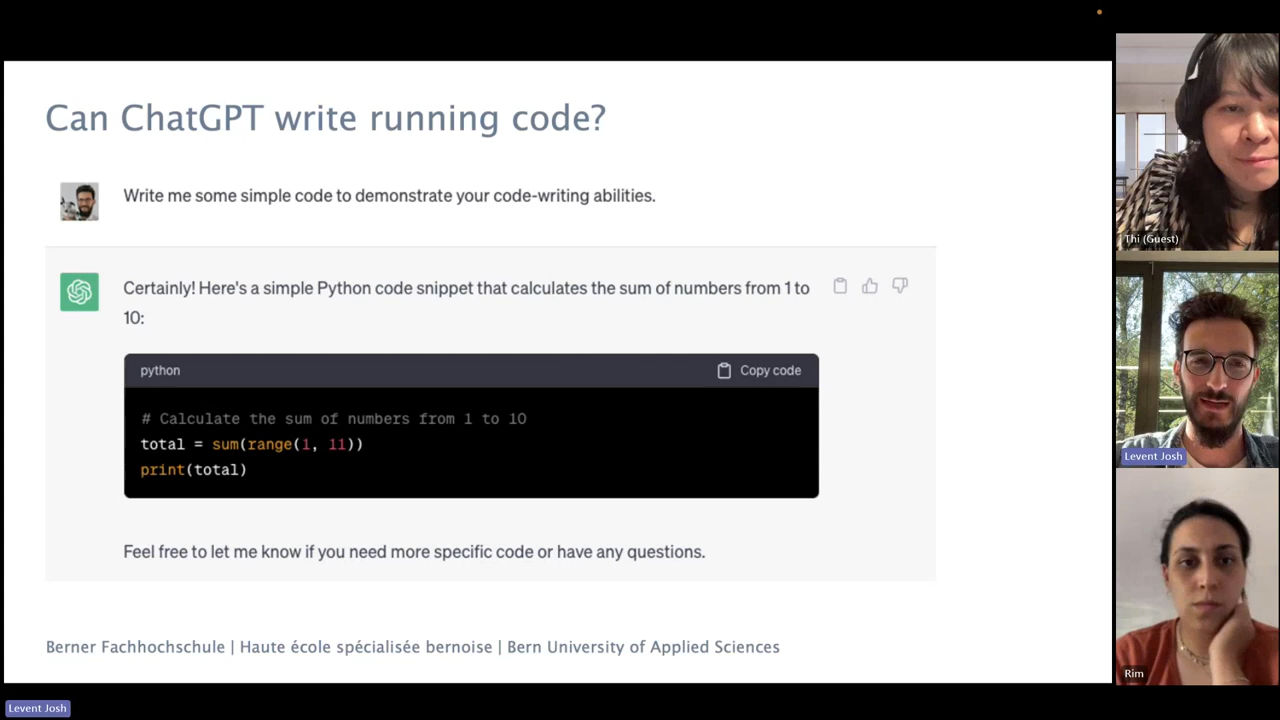 Can ChatGPT write running code?
Write me some simple code to demonstrate your code-writing abilities.
Certainly! Here's a simple Python code snippet that calculates the sum of numbers from 1 to
10:
python
Copy code
# Calculate the sum of numbers from 1 to 10
total = sum(range(1, 11))
print(total)
Feel free to let me know if you need more specific code or have any questions.
Berner Fachhochschule | Haute école spécialisée bernoise | Bern University of Applied Sciences
Thi (Guest)
Levent Josh
Rim
Levent Josh